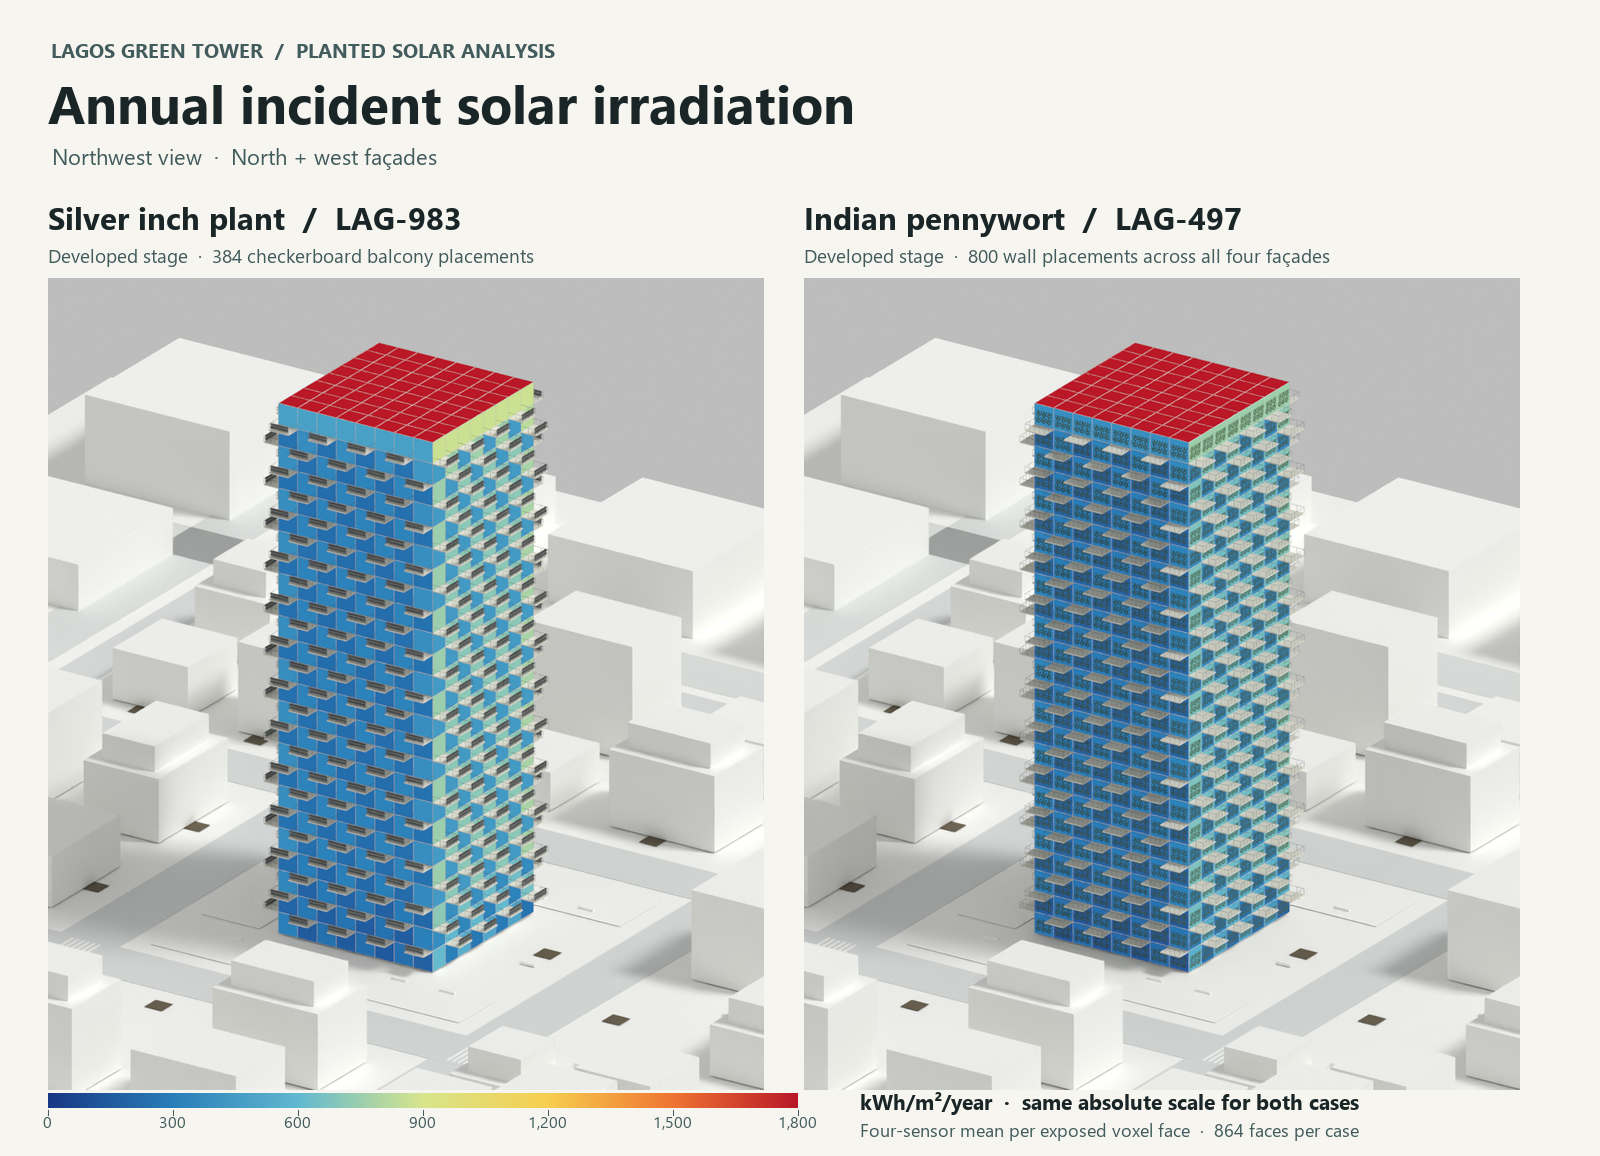 LAGOS GREEN TOWER / PLANTED SOLAR ANALYSIS
Annual incident solar irradiation
Northwest view · North + west façades
Silver inch plant / LAG-983
Developed stage · 384 checkerboard balcony placements
Indian pennywort / LAG-497
Developed stage · 800 wall placements across all four façades
0 300 600 900 1,200 1,500 1,800
kWh/m²/year · same absolute scale for both cases
Four-sensor mean per exposed voxel face · 864 faces per case